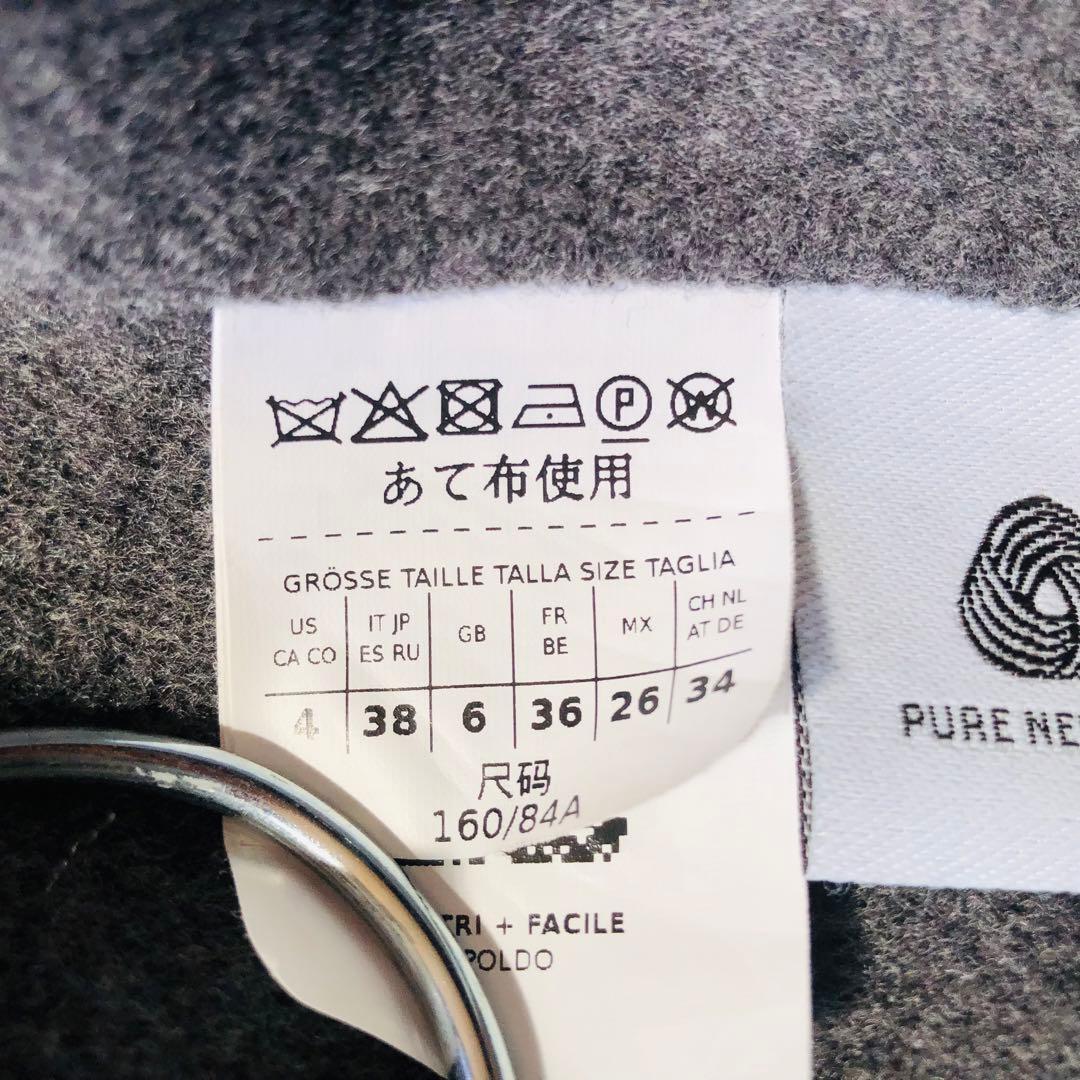 P W
あて布使用
GRÖSSE TAILLE TALLA SIZE TAGLIA
US CA CO
IT JP ES RU
GB
FR BE
MX
CH NL AT DE
4 38 6 36 26 34
尺码
160/84A
TRI + FACILE
POLDO
PURE NE